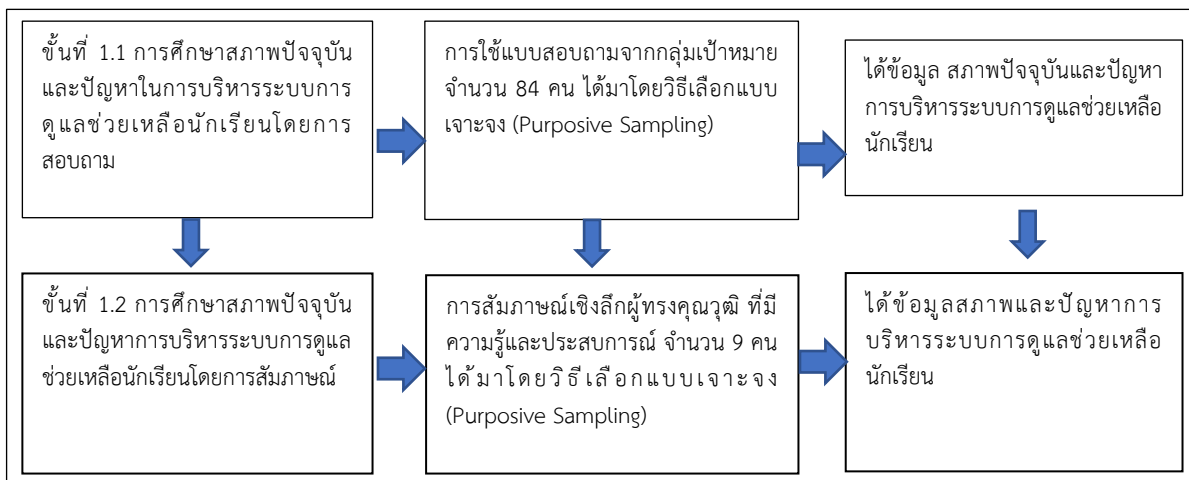 ขั้นที่ 1.1 การศึกษาสภาพปัจจุบัน
และปัญหาในการบริหารระบบการ
ดูแลช่วยเหลือนักเรียนโดยการ
สอบถาม
การใช้แบบสอบถามจากกลุ่มเป้าหมาย
จำนวน 84 คน ได้มาโดยวิธีเลือกแบบ
เจาะจง (Purposive Sampling)
ได้ข้อมูล สภาพปัจจุบันและปัญหา
การบริหารระบบการดูแลช่วยเหลือ
นักเรียน
ขั้นที่ 1.2 การศึกษาสภาพปัจจุบัน
และปัญหาการบริหารระบบการดูแล
ช่วยเหลือนักเรียนโดยการสัมภาษณ์
การสัมภาษณ์เชิงลึกผู้ทรงคุณวุฒิ ที่มี
ความรู้และประสบการณ์ จำนวน 9 คน
ได้มาโดยวิธีเลือกแบบเจาะจง
(Purposive Sampling)
ได้ข้อมูลสภาพและปัญหาการ
บริหารระบบการดูแลช่วยเหลือ
นักเรียน